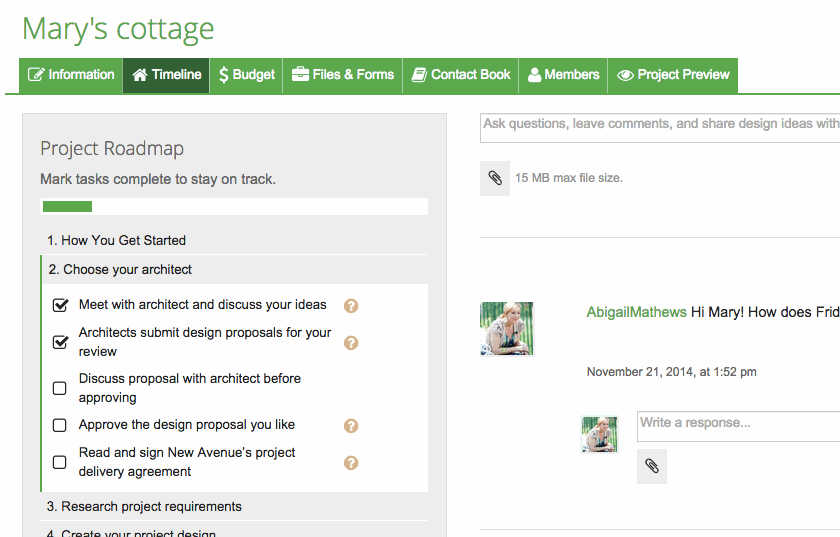 Mary's cottage
Information Timeline Budget Files & Forms Contact Book Members Project Preview
Project Roadmap
Mark tasks complete to stay on track.
1. How You Get Started
2. Choose your architect
Meet with architect and discuss your ideas
Architects submit design proposals for your
review
Discuss proposal with architect before
approving
Approve the design proposal you like
Read and sign New Avenue's project
delivery agreement
3. Research project requirements
4. Create your project design
Ask questions, leave comments, and share design ideas with
15 MB max file size.
AbigailMathews Hi Mary! How does Frid
November 21, 2014, at 1:52 pm
Write a response...